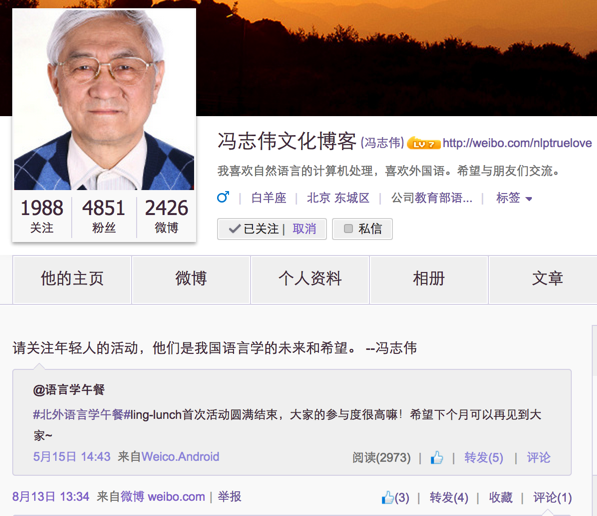 冯志伟文化博客 (冯志伟) LV 7 http://weibo.com/nlptruelove
我喜欢自然语言的计算机处理，喜欢外国语。希望与朋友们交流。
♂ | 白羊座 | 北京 东城区 | 公司教育部语... | 标签
1988 4851 2426
关注 粉丝 微博
已关注 | 取消 私信
他的主页 微博 个人资料 相册 文章
请关注年轻人的活动，他们是我国语言学的未来和希望。 --冯志伟
@语言学午餐
#北外语言学午餐#ling-lunch首次活动圆满结束，大家的参与度很高嘛！希望下个月可以再见到大
家~
5月15日 14:43 来自Weico.Android 阅读(2973) | | 转发(5) | 评论
8月13日 13:34 来自微博 weibo.com | 举报 (3) | 转发(4) | 收藏 | 评论(1)